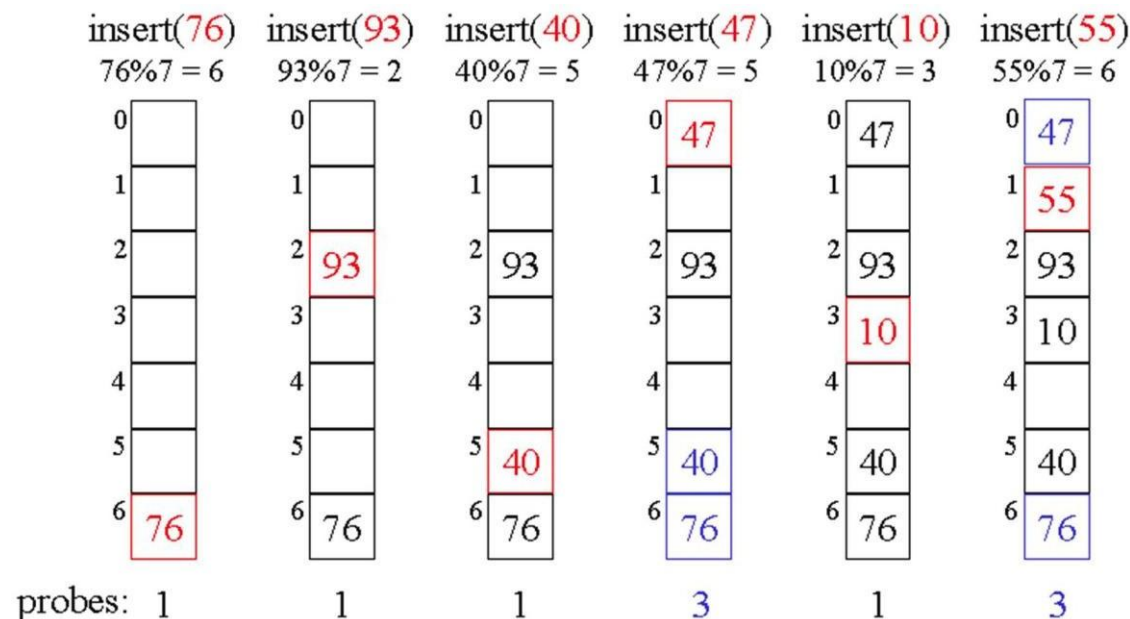 insert(76) insert(93) insert(40) insert(47) insert(10) insert(55)
76%7 = 6 93%7 = 2 40%7 = 5 47%7 = 5 10%7 = 3 55%7 = 6
0 0 0 0 47 0 47 0 47
1 1 1 1 1 1 55
2 2 93 2 93 2 93 2 93 2 93
3 3 3 3 3 10 3 10
4 4 4 4 4 4
5 5 5 40 5 40 5 40 5 40
6 76 6 76 6 76 6 76 6 76 6 76
probes: 1 1 1 3 1 3